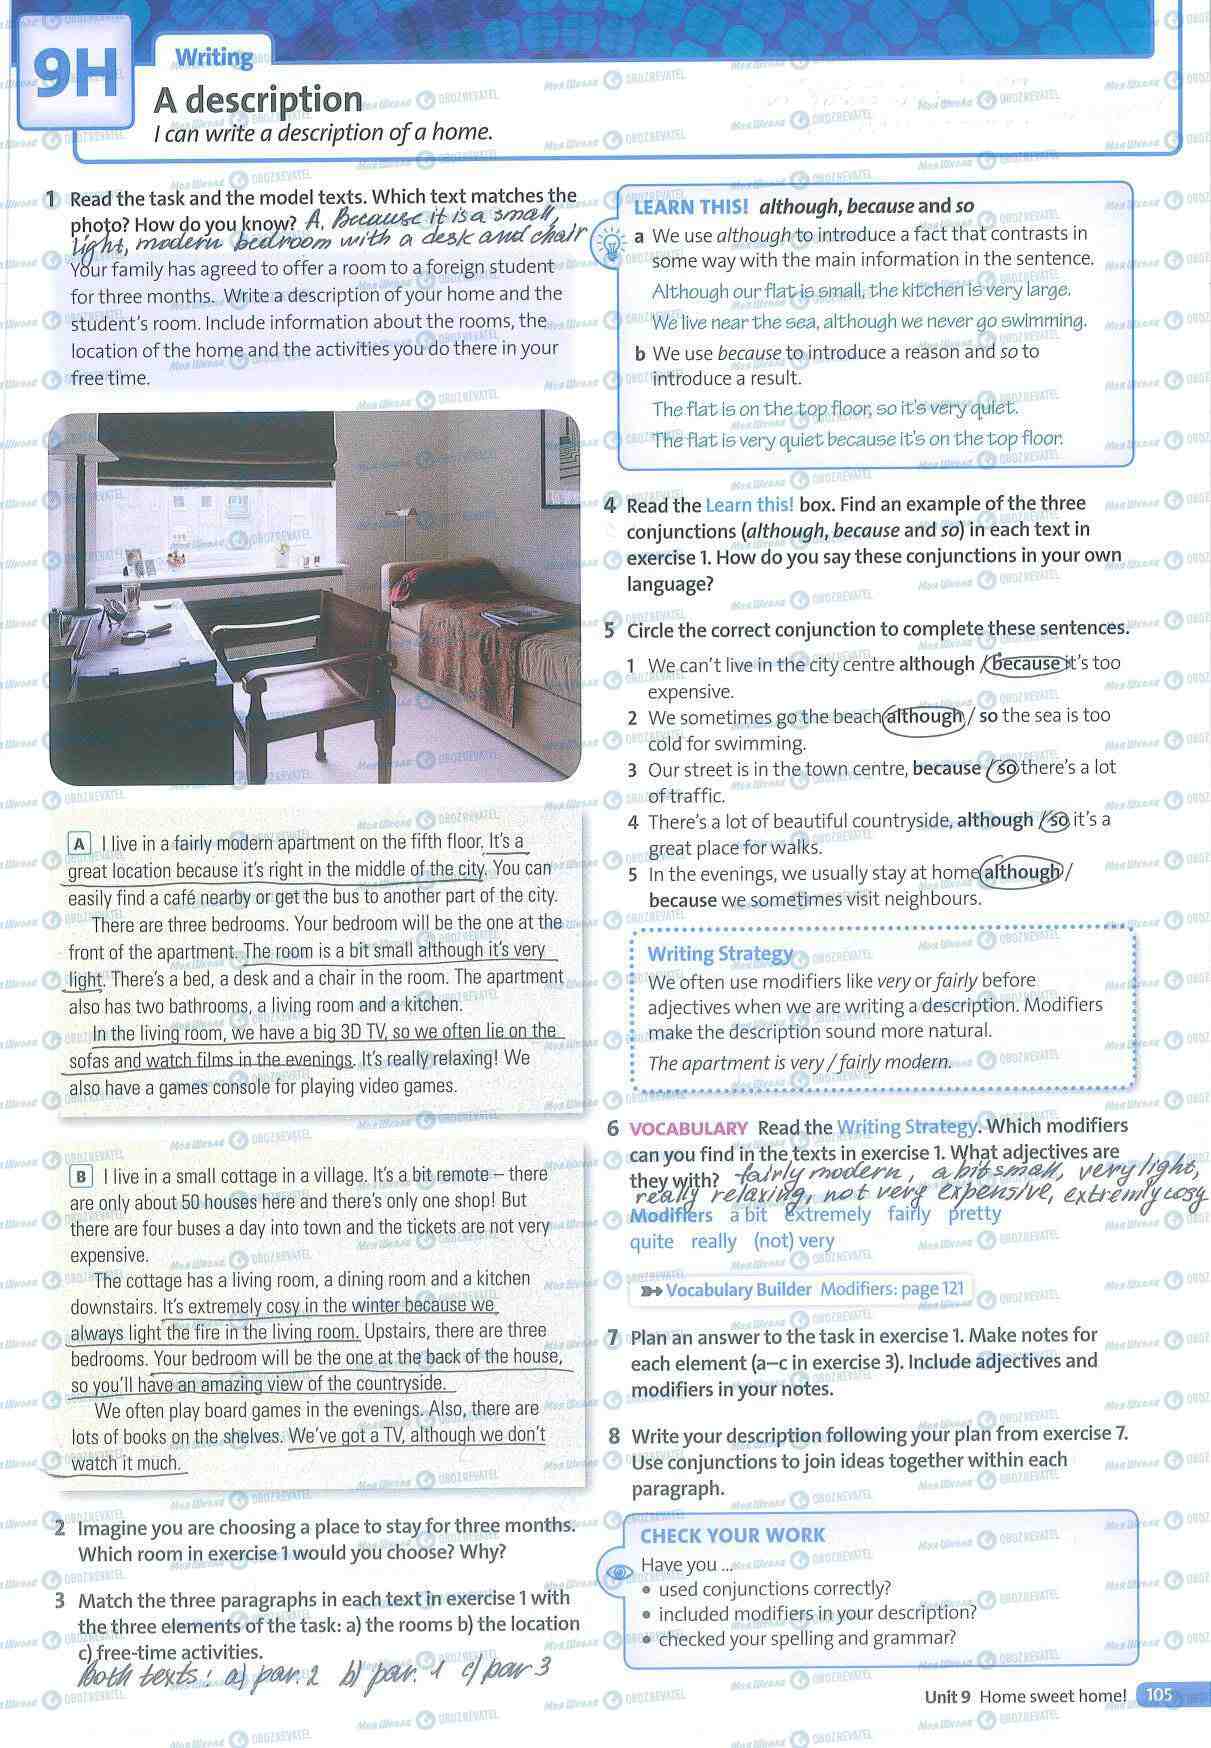 9H
Writing
A description
I can write a description of a home.
1 Read the task and the model texts. Which text matches the
photo? How do you know? A. Because it is a small,
light, modern bedroom with a desk and chair
Your family has agreed to offer a room to a foreign student
for three months. Write a description of your home and the
student's room. Include information about the rooms, the
location of the home and the activities you do there in your
free time.
A I live in a fairly modern apartment on the fifth floor. It's a
great location because it's right in the middle of the city. You can
easily find a café nearby or get the bus to another part of the city.
There are three bedrooms. Your bedroom will be the one at the
front of the apartment. The room is a bit small although it's very
light. There's a bed, a desk and a chair in the room. The apartment
also has two bathrooms, a living room and a kitchen.
In the living room, we have a big 3D TV, so we often lie on the
sofas and watch films in the evenings. It's really relaxing! We
also have a games console for playing video games.
B I live in a small cottage in a village. It's a bit remote – there
are only about 50 houses here and there's only one shop! But
there are four buses a day into town and the tickets are not very
expensive.
The cottage has a living room, a dining room and a kitchen
downstairs. It's extremely cosy in the winter because we
always light the fire in the living room. Upstairs, there are three
bedrooms. Your bedroom will be the one at the back of the house,
so you'll have an amazing view of the countryside.
We often play board games in the evenings. Also, there are
lots of books on the shelves. We've got a TV, although we don't
watch it much.
2 Imagine you are choosing a place to stay for three months.
Which room in exercise 1 would you choose? Why?
3 Match the three paragraphs in each text in exercise 1 with
the three elements of the task: a) the rooms b) the location
c) free-time activities.
Both texts: a) par. 2 b) par. 1 c) par 3
LEARN THIS! although, because and so
a We use although to introduce a fact that contrasts in
some way with the main information in the sentence.
Although our flat is small, the kitchen is very large.
We live near the sea, although we never go swimming.
b We use because to introduce a reason and so to
introduce a result.
The flat is on the top floor, so it's very quiet.
The flat is very quiet because it's on the top floor.
4 Read the Learn this! box. Find an example of the three
conjunctions (although, because and so) in each text in
exercise 1. How do you say these conjunctions in your own
language?
5 Circle the correct conjunction to complete these sentences.
1 We can't live in the city centre although / because it's too
expensive.
2 We sometimes go the beach although / so the sea is too
cold for swimming.
3 Our street is in the town centre, because / so there's a lot
of traffic.
4 There's a lot of beautiful countryside, although / so it's a
great place for walks.
5 In the evenings, we usually stay at home although /
because we sometimes visit neighbours.
Writing Strategy
We often use modifiers like very or fairly before
adjectives when we are writing a description. Modifiers
make the description sound more natural.
The apartment is very / fairly modern.
6 VOCABULARY Read the Writing Strategy. Which modifiers
can you find in the texts in exercise 1. What adjectives are
they with? fairly modern, a bit small, very light,
really relaxing, not very expensive, extremly cosy
Modifiers a bit extremely fairly pretty
quite really (not) very
Vocabulary Builder Modifiers: page 121
7 Plan an answer to the task in exercise 1. Make notes for
each element (a–c in exercise 3). Include adjectives and
modifiers in your notes.
8 Write your description following your plan from exercise 7.
Use conjunctions to join ideas together within each
paragraph.
CHECK YOUR WORK
Have you ...
• used conjunctions correctly?
• included modifiers in your description?
• checked your spelling and grammar?
Unit 9 Home sweet home! 105
Моя Школа OBOZREVATEL